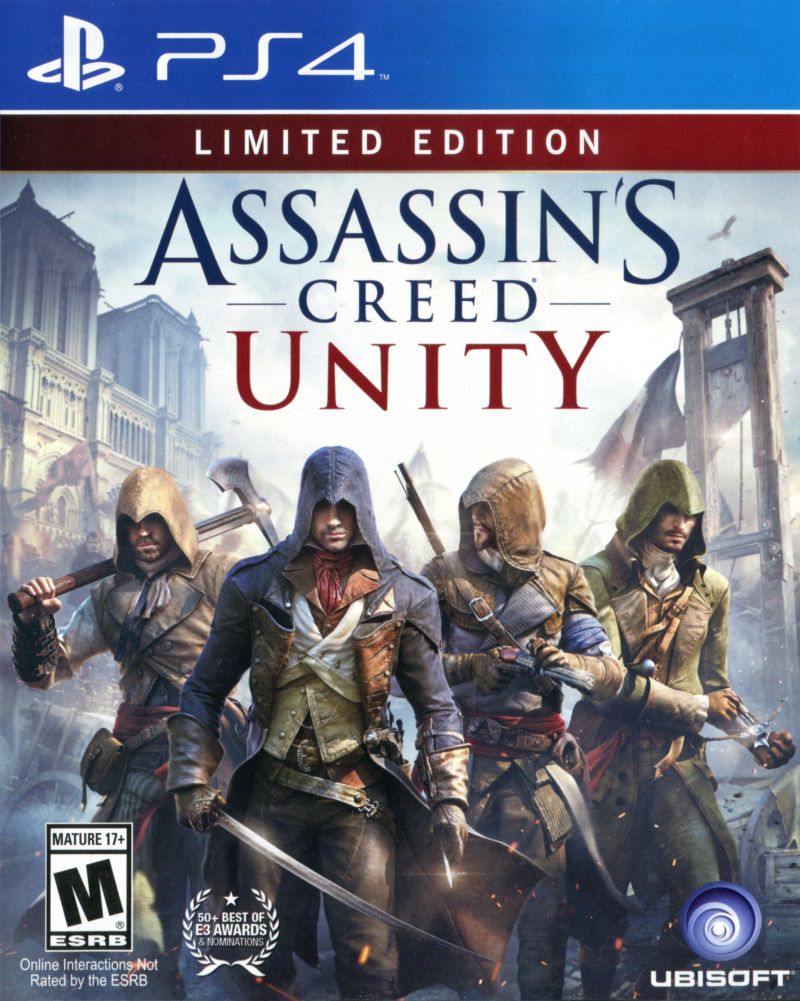 PS4™
LIMITED EDITION
ASSASSIN'S
CREED®
UNITY
MATURE 17+
M
®
ESRB
Online Interactions Not
Rated by the ESRB
50+ BEST OF
E3 AWARDS
& NOMINATIONS
UBISOFT®